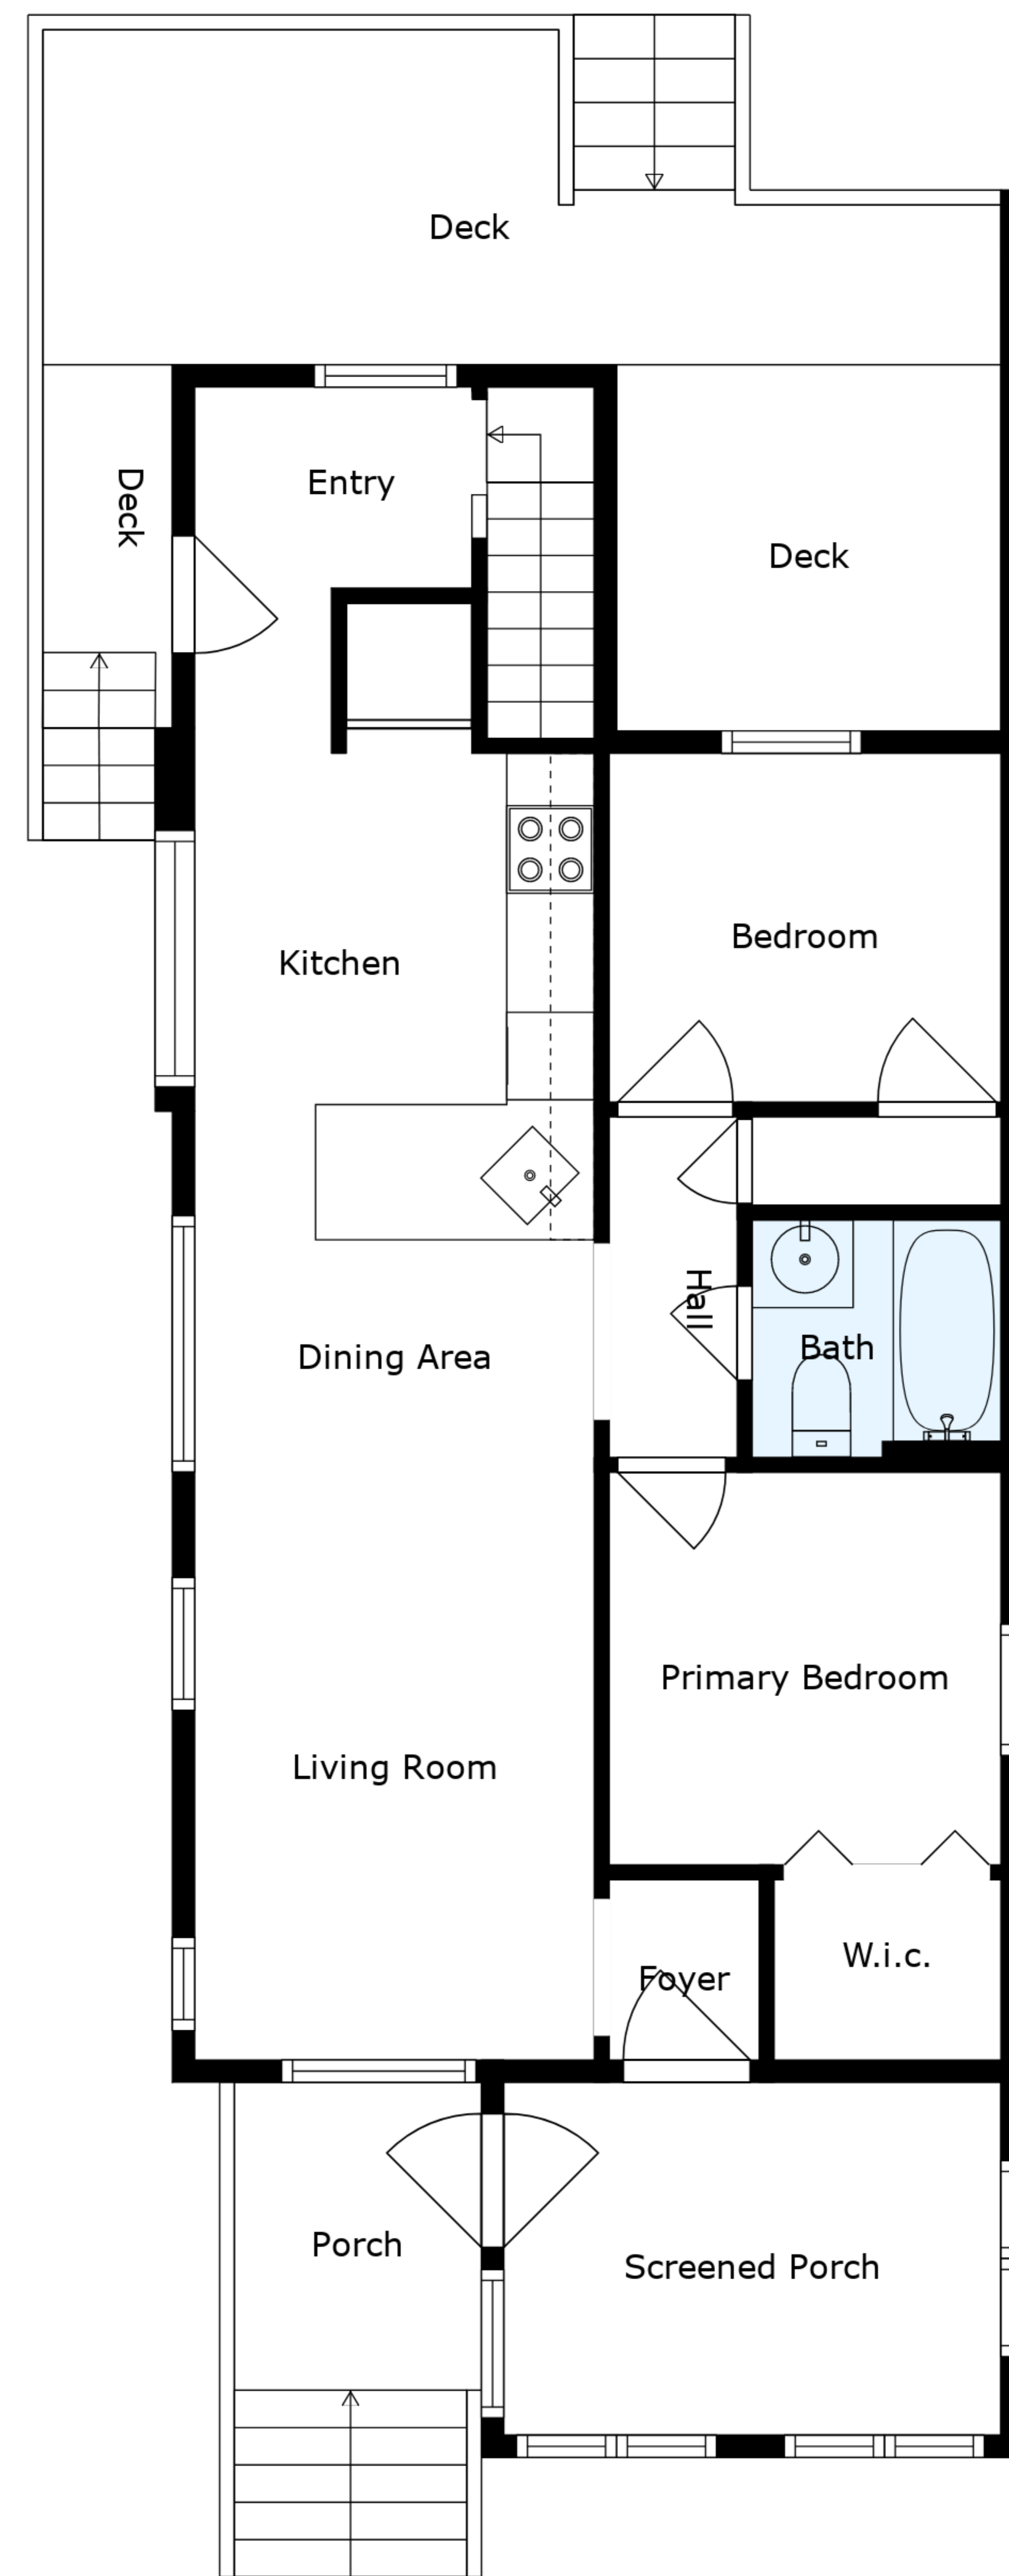 Deck
Entry
Deck
Deck
Bedroom
Kitchen
Hall
Bath
Dining Area
Primary Bedroom
Living Room
W.i.c.
Foyer
Porch
Screened Porch